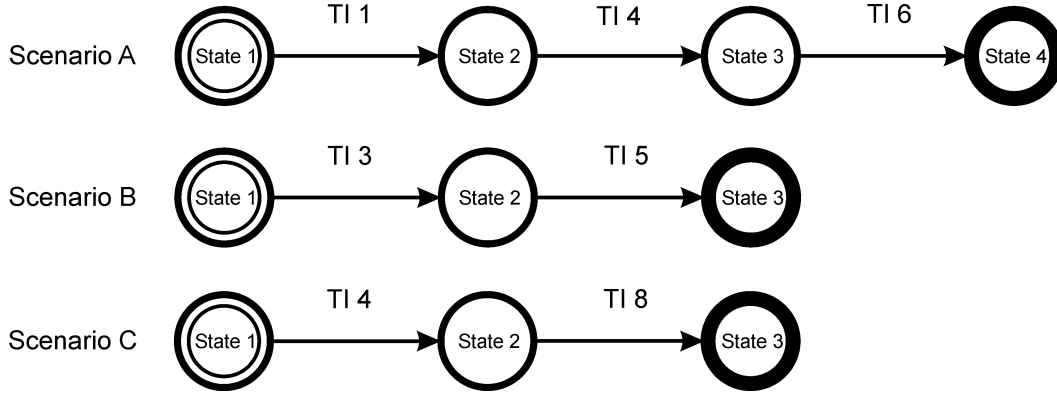 TI 1 TI 4 TI 6
Scenario A State 1 State 2 State 3 State 4
TI 3 TI 5
Scenario B State 1 State 2 State 3
TI 4 TI 8
Scenario C State 1 State 2 State 3